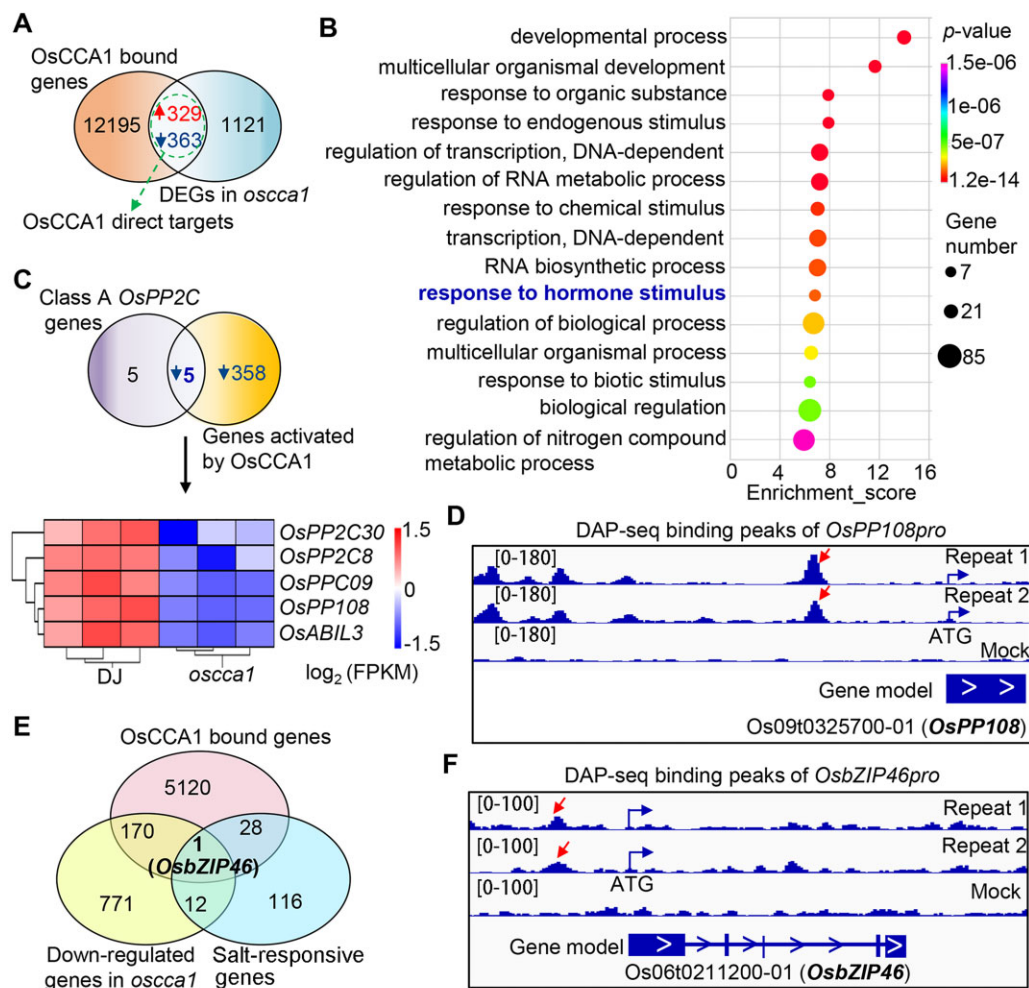 A
OsCCA1 bound
genes
12195
329
363
1121
DEGs in oscca1
OsCCA1 direct targets
B
developmental process
multicellular organismal development
response to organic substance
response to endogenous stimulus
regulation of transcription, DNA-dependent
regulation of RNA metabolic process
response to chemical stimulus
transcription, DNA-dependent
RNA biosynthetic process
response to hormone stimulus
regulation of biological process
multicellular organismal process
response to biotic stimulus
biological regulation
regulation of nitrogen compound
metabolic process
0 4 8 12 16
Enrichment_score
p-value
1.5e-06
1e-06
5e-07
1.2e-14
Gene
number
7
21
85
C
Class A OsPP2C
genes
5
5
358
Genes activated
by OsCCA1
OsPP2C30
OsPP2C8
OsPPC09
OsPP108
OsABIL3
DJ
oscca1
1.5
0
-1.5
log2 (FPKM)
D
DAP-seq binding peaks of OsPP108pro
[0-180]
Repeat 1
[0-180]
Repeat 2
[0-180]
ATG
Mock
Gene model
Os09t0325700-01 (OsPP108)
E
OsCCA1 bound genes
5120
170
28
1
(OsbZIP46)
771
12
116
Down-regulated
genes in oscca1
Salt-responsive
genes
F
DAP-seq binding peaks of OsbZIP46pro
[0-100]
Repeat 1
[0-100]
Repeat 2
ATG
[0-100]
Mock
Gene model
Os06t0211200-01 (OsbZIP46)